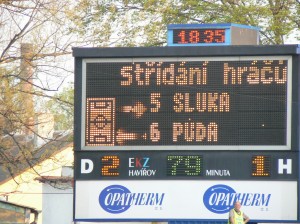 18:35
střídání hráčů
5 SLUKA
6 PŮDA
D 2 EKZ HAVÍŘOV 79 MINUTA 1 H
OPATHERM OPATHERM